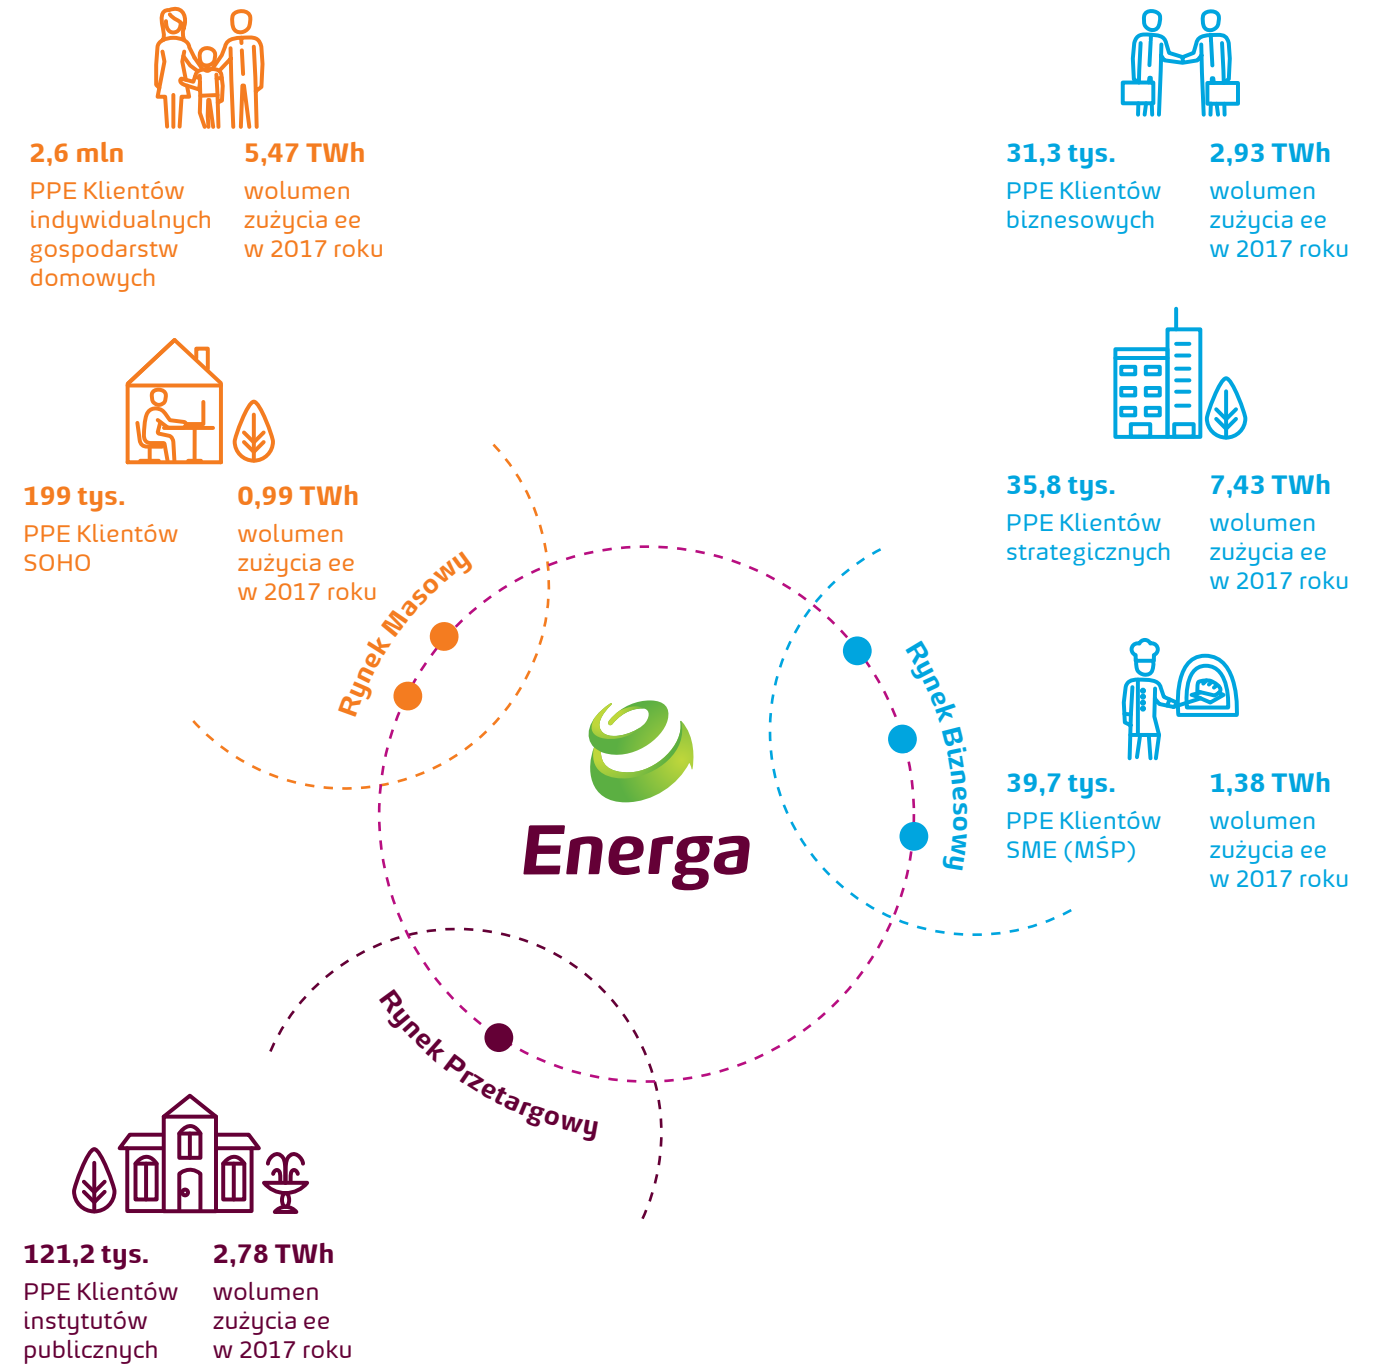 2,6 mln
PPE Klientów
indywidualnych
gospodarstw
domowych
5,47 TWh
wolumen
zużycia ee
w 2017 roku
199 tys.
PPE Klientów
SOHO
0,99 TWh
wolumen
zużycia ee
w 2017 roku
Rynek Masowy
31,3 tys.
PPE Klientów
biznesowych
2,93 TWh
wolumen
zużycia ee
w 2017 roku
35,8 tys.
PPE Klientów
strategicznych
7,43 TWh
wolumen
zużycia ee
w 2017 roku
39,7 tys.
PPE Klientów
SME (MŚP)
1,38 TWh
wolumen
zużycia ee
w 2017 roku
Rynek Biznesowy
Energa
Rynek Przetargowy
121,2 tys.
PPE Klientów
instytutów
publicznych
2,78 TWh
wolumen
zużycia ee
w 2017 roku